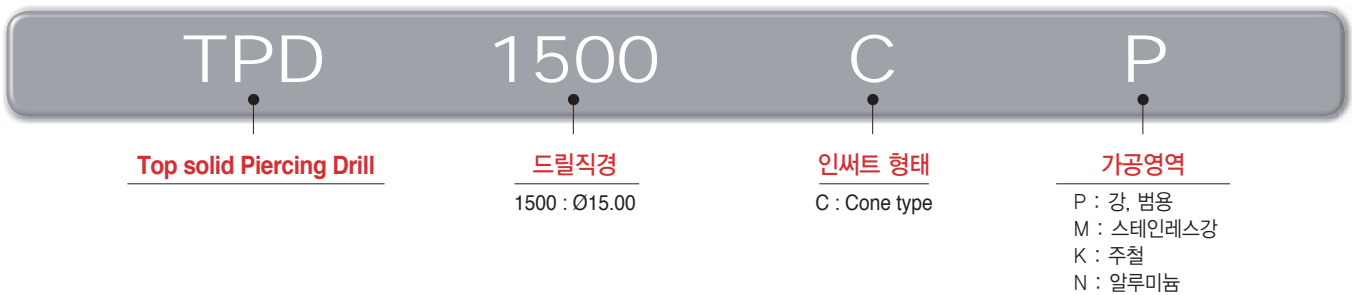 TPD 1500 C P
Top solid Piercing Drill 드릴직경 인써트 형태 가공영역
1500 : Ø15.00 C : Cone type P : 강, 범용
M : 스테인레스강
K : 주철
N : 알루미늄